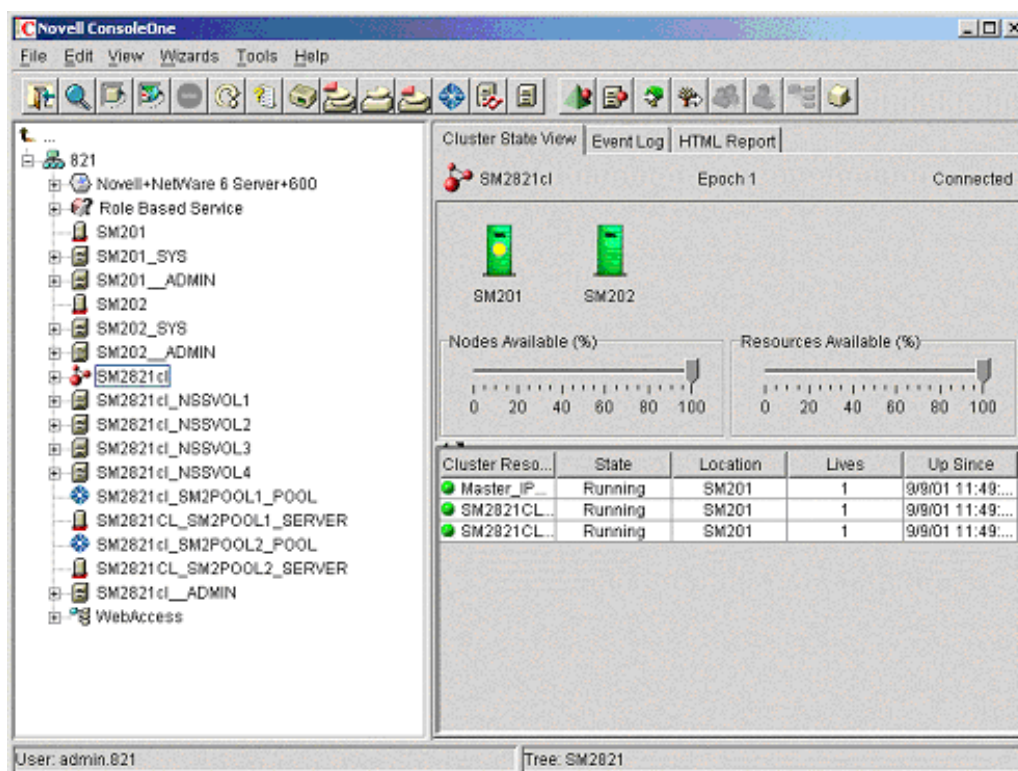 Novell ConsoleOne
File Edit View Wizards Tools Help
...
821
Novell+NetWare 6 Server+600
Role Based Service
SM201
SM201_SYS
SM201__ADMIN
SM202
SM202_SYS
SM202__ADMIN
SM2821cl
SM2821cl_NSSVOL1
SM2821cl_NSSVOL2
SM2821cl_NSSVOL3
SM2821cl_NSSVOL4
SM2821cl_SM2POOL1_POOL
SM2821CL_SM2POOL1_SERVER
SM2821cl_SM2POOL2_POOL
SM2821CL_SM2POOL2_SERVER
SM2821cl__ADMIN
WebAccess
Cluster State View Event Log HTML Report
SM2821cl Epoch 1 Connected
SM201 SM202
Nodes Available (%) Resources Available (%)
0 20 40 60 80 100 0 20 40 60 80 100
Cluster Reso... State Location Lives Up Since
Master_IP... Running SM201 1 9/9/01 11:49:...
SM2821CL... Running SM201 1 9/9/01 11:49:...
SM2821CL... Running SM201 1 9/9/01 11:49:...
User: admin.821 Tree: SM2821